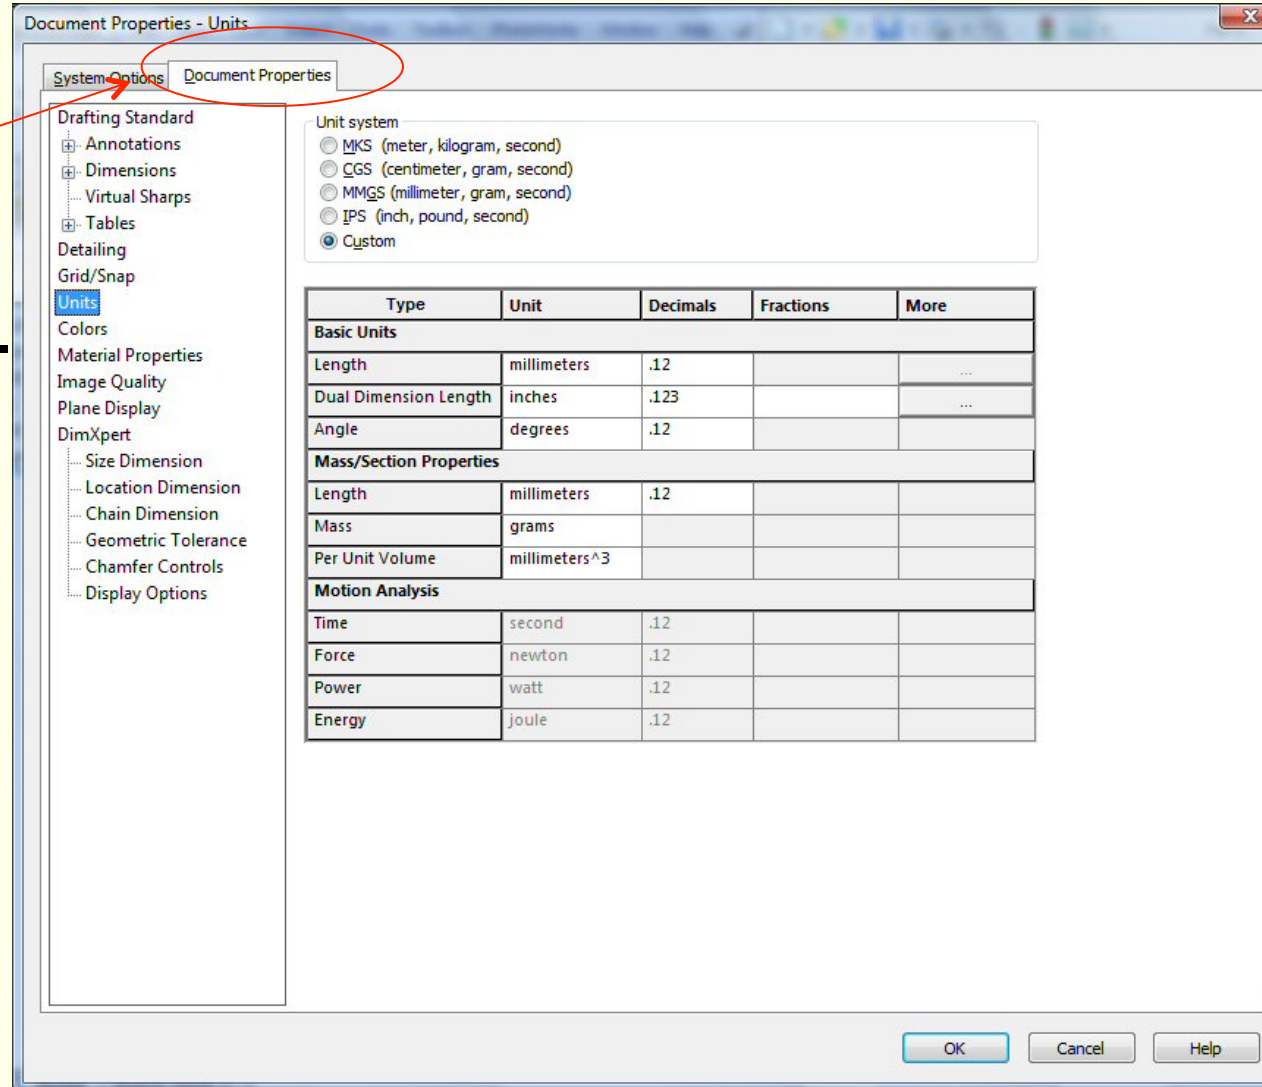 Document Properties - Units
System Options Document Properties
Drafting Standard
Annotations
Dimensions
Virtual Sharps
Tables
Detailing
Grid/Snap
Units
Colors
Material Properties
Image Quality
Plane Display
DimXpert
Size Dimension
Location Dimension
Chain Dimension
Geometric Tolerance
Chamfer Controls
Display Options
Unit system
MKS (meter, kilogram, second)
CGS (centimeter, gram, second)
MMGS (millimeter, gram, second)
IPS (inch, pound, second)
Custom
Type Unit Decimals Fractions More
Basic Units
Length millimeters .12 ...
Dual Dimension Length inches .123 ...
Angle degrees .12
Mass/Section Properties
Length millimeters .12
Mass grams
Per Unit Volume millimeters^3
Motion Analysis
Time second .12
Force newton .12
Power watt .12
Energy joule .12
OK Cancel Help